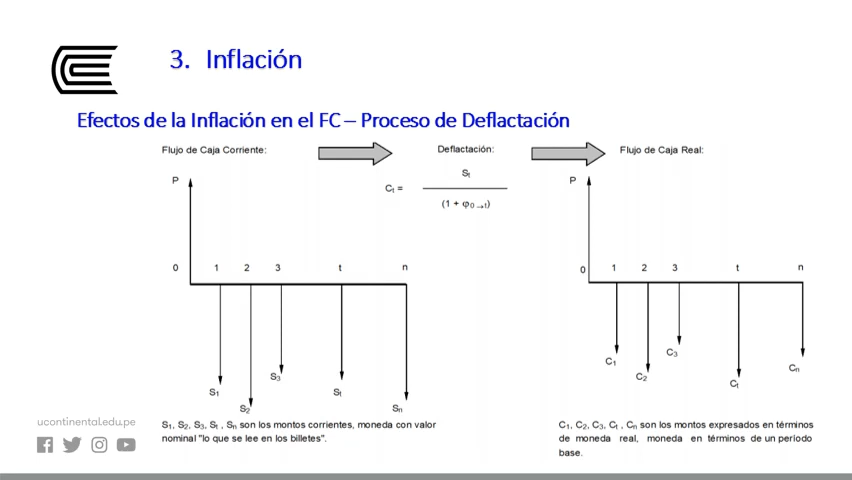 3. Inflación
Efectos de la Inflación en el FC – Proceso de Deflactación
Flujo de Caja Corriente:
Deflactación:
Flujo de Caja Real:
P
Cₜ =
Sₜ
(1 + φ₀→ₜ)
P
0 1 2 3 t n
0 1 2 3 t n
S₁
S₂
S₃
Sₜ
Sₙ
C₁
C₂
C₃
Cₜ
Cₙ
S₁, S₂, S₃, Sₜ , Sₙ son los montos corrientes, moneda con valor
nominal "lo que se lee en los billetes".
C₁, C₂, C₃, Cₜ , Cₙ son los montos expresados en términos
de moneda real, moneda en términos de un período
base.
ucontinental.edu.pe